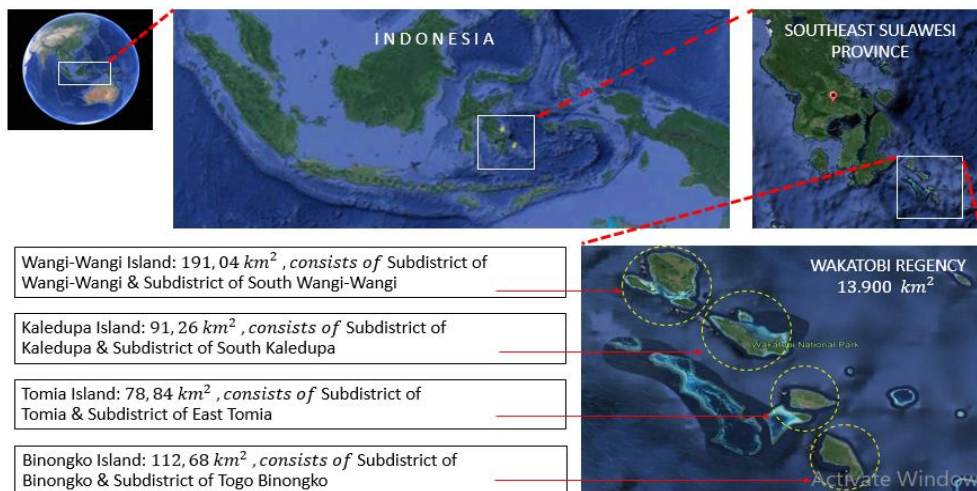 INDONESIA
SOUTHEAST SULAWESI
PROVINCE
Wangi-Wangi Island: 191, 04 km², consists of Subdistrict of
Wangi-Wangi & Subdistrict of South Wangi-Wangi
Kaledupa Island: 91, 26 km², consists of Subdistrict of
Kaledupa & Subdistrict of South Kaledupa
Tomia Island: 78, 84 km², consists of Subdistrict of
Tomia & Subdistrict of East Tomia
Binongko Island: 112, 68 km², consists of Subdistrict of
Binongko & Subdistrict of Togo Binongko
WAKATOBI REGENCY
13.900 km²
Wakatobi National Park
Activate Window